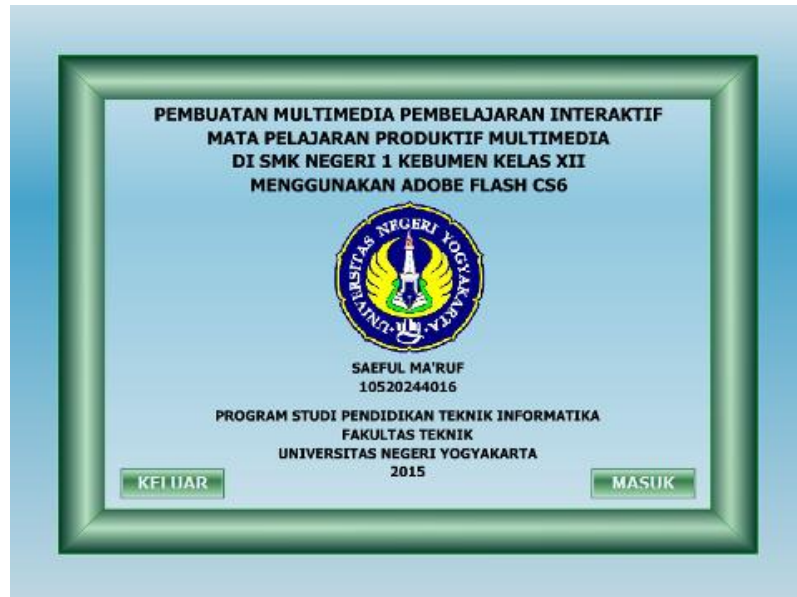 PEMBUATAN MULTIMEDIA PEMBELAJARAN INTERAKTIF
MATA PELAJARAN PRODUKTIF MULTIMEDIA
DI SMK NEGERI 1 KEBUMEN KELAS XII
MENGGUNAKAN ADOBE FLASH CS6
UNIVERSITAS NEGERI YOGYAKARTA
SAEFUL MA'RUF
10520244016
PROGRAM STUDI PENDIDIKAN TEKNIK INFORMATIKA
FAKULTAS TEKNIK
UNIVERSITAS NEGERI YOGYAKARTA
2015
KELUAR
MASUK